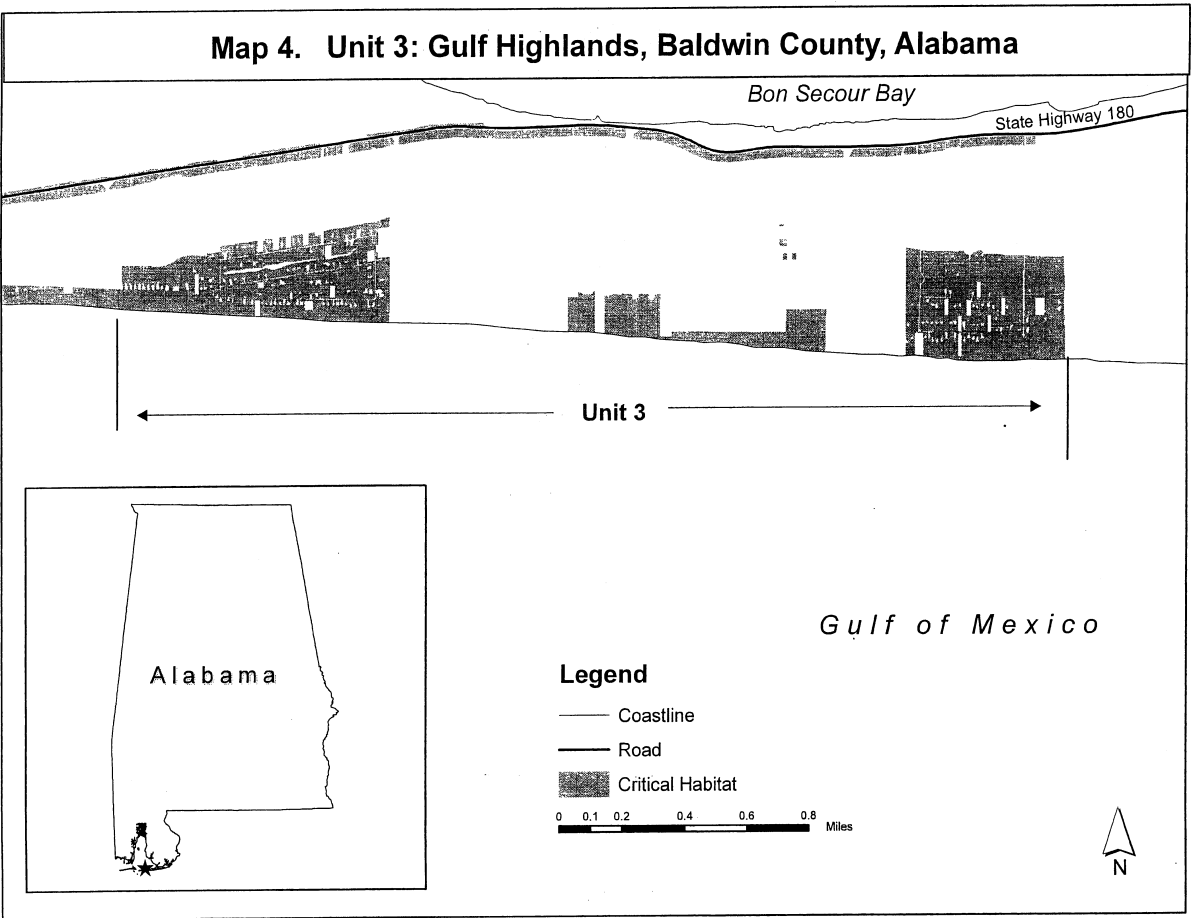 Map 4. Unit 3: Gulf Highlands, Baldwin County, Alabama
Bon Secour Bay
State Highway 180
Unit 3
Gulf of Mexico
Alabama
Legend
Coastline
Road
Critical Habitat
0 0.1 0.2 0.4 0.6 0.8
Miles
N